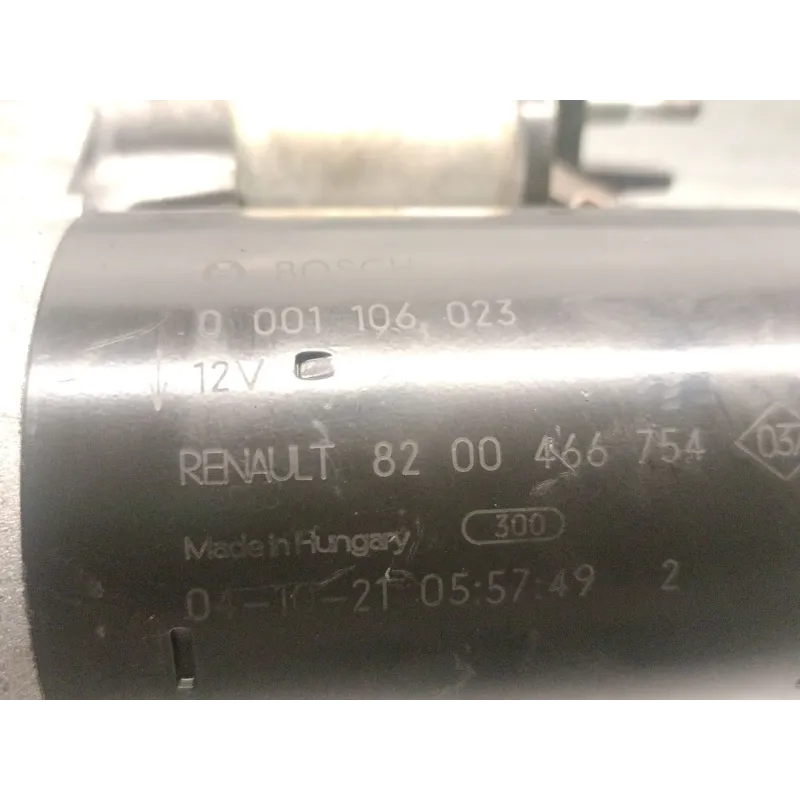 BOSCH
0 001 106 023
12V
RENAULT 82 00 466 754
Made in Hungary 300
04-10-21 05:57:49 2